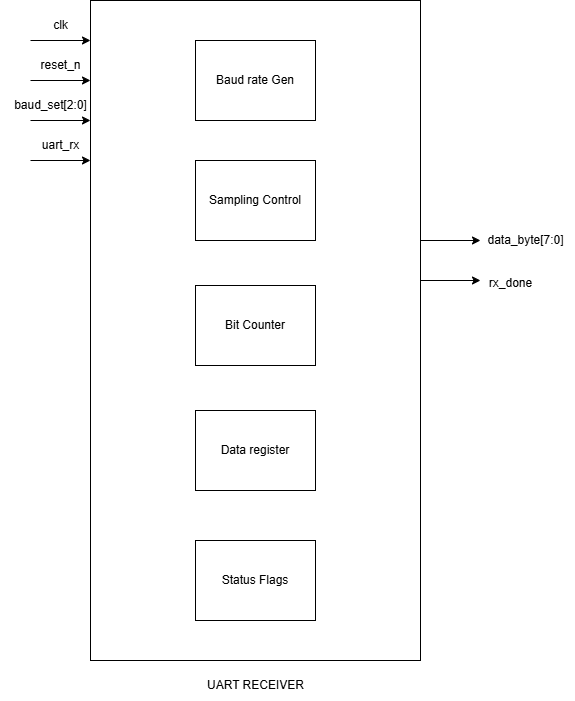 clk
reset_n
baud_set[2:0]
uart_rx
Baud rate Gen
Sampling Control
Bit Counter
Data register
Status Flags
data_byte[7:0]
rx_done
UART RECEIVER